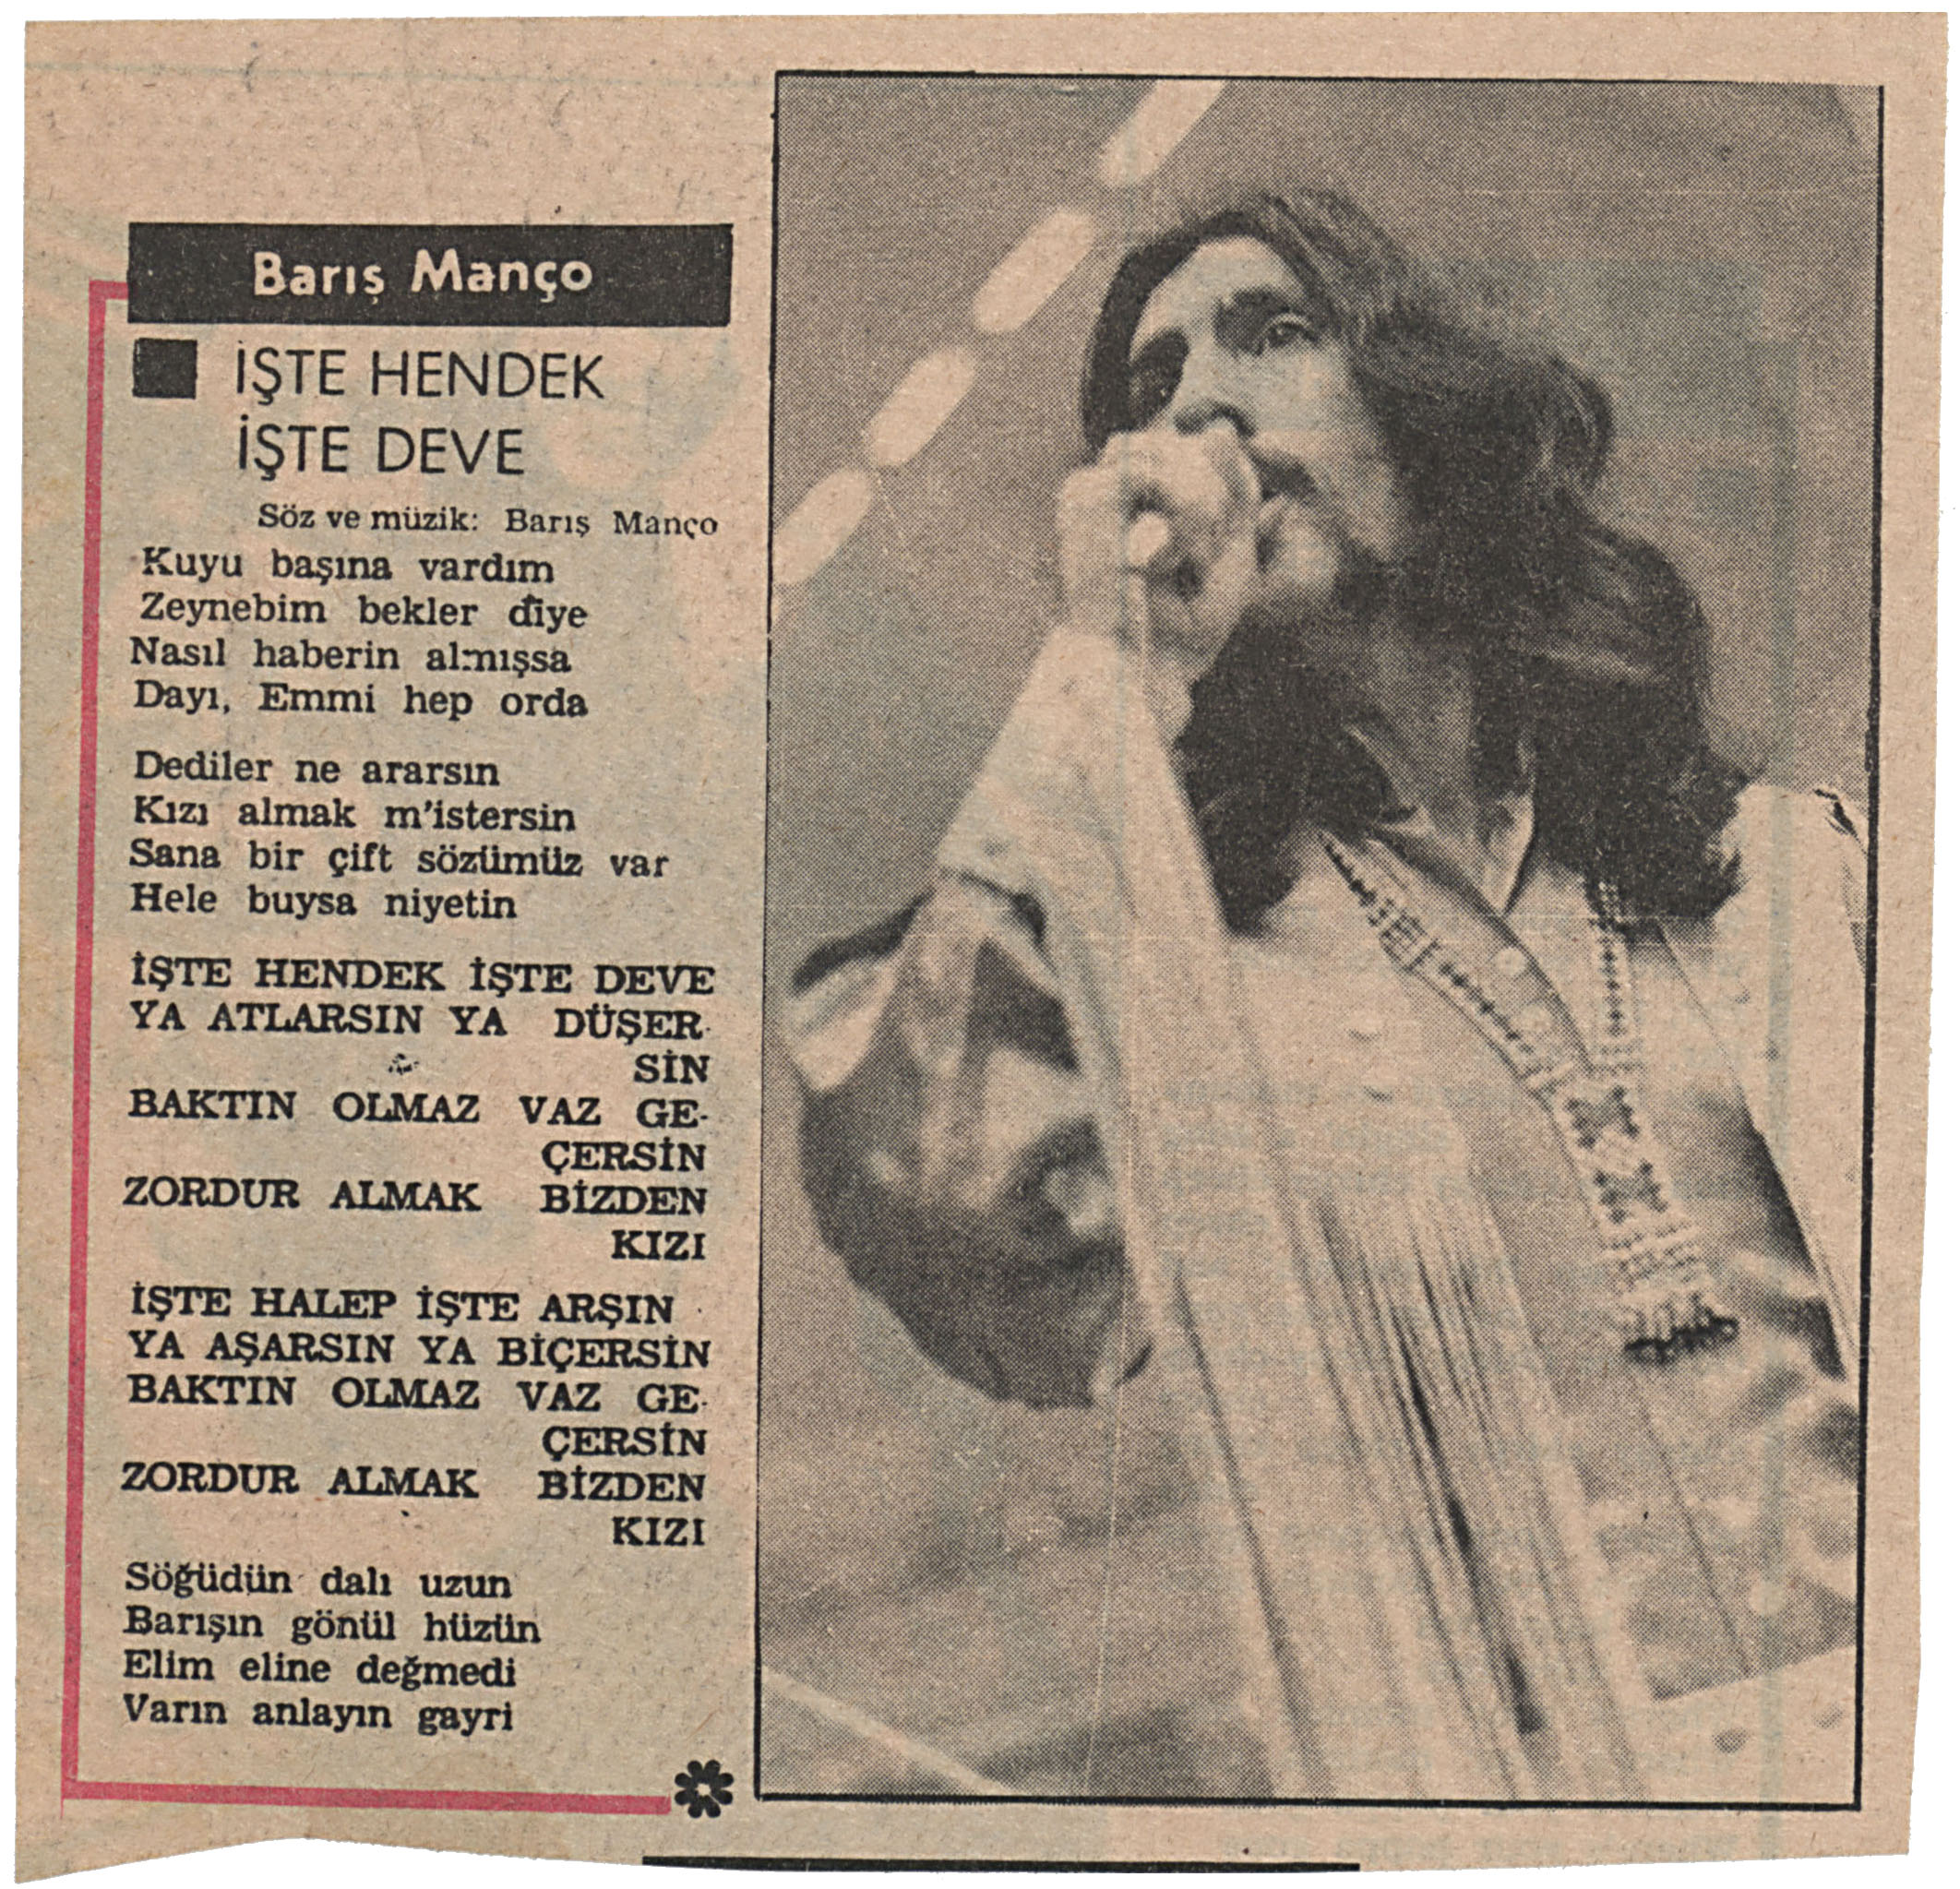 Barış Manço
İŞTE HENDEK
İŞTE DEVE
Söz ve müzik: Barış Manço
Kuyu başına vardım
Zeynebim bekler diye
Nasıl haberin almışsa
Dayı, Emmi hep orda
Dediler ne ararsın
Kızı almak m'istersin
Sana bir çift sözümüz var
Hele buysa niyetin
İŞTE HENDEK İŞTE DEVE
YA ATLARSIN YA DÜŞER-
SİN
BAKTIN OLMAZ VAZ GE-
ÇERSİN
ZORDUR ALMAK BİZDEN
KIZI
İŞTE HALEP İŞTE ARŞIN
YA AŞARSIN YA BİÇERSİN
BAKTIN OLMAZ VAZ GE-
ÇERSİN
ZORDUR ALMAK BİZDEN
KIZI
Söğüdün dalı uzun
Barışın gönül hüzün
Elim eline değmedi
Varın anlayın gayri